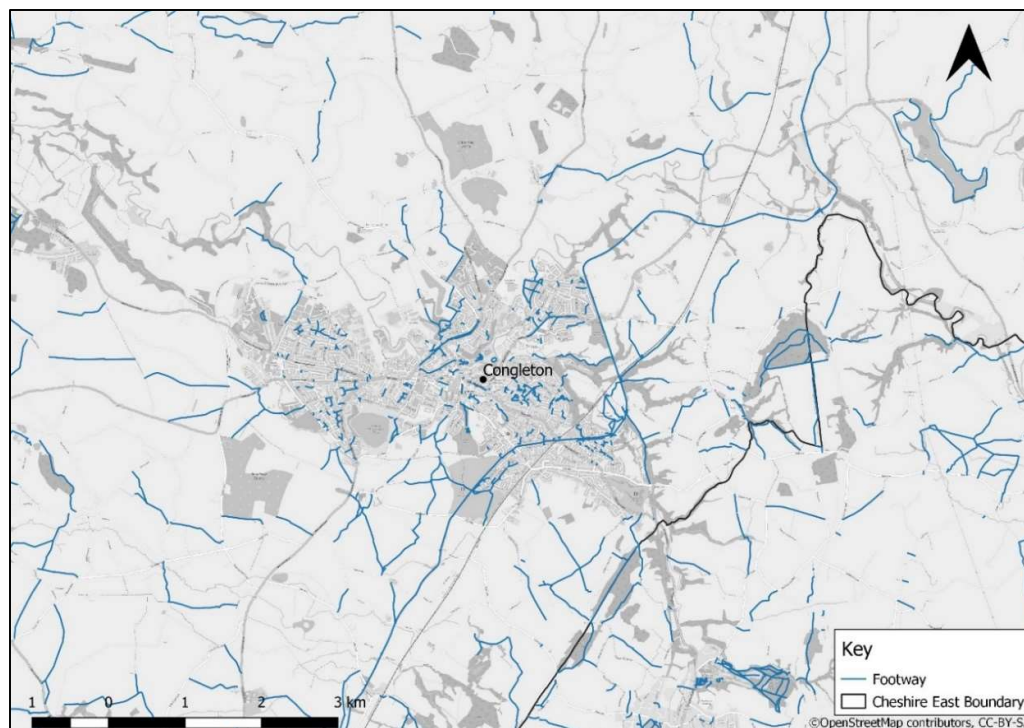 Congleton
1 0 1 2 3 km
Key
Footway
Cheshire East Boundary
©OpenStreetMap contributors, CC-BY-S